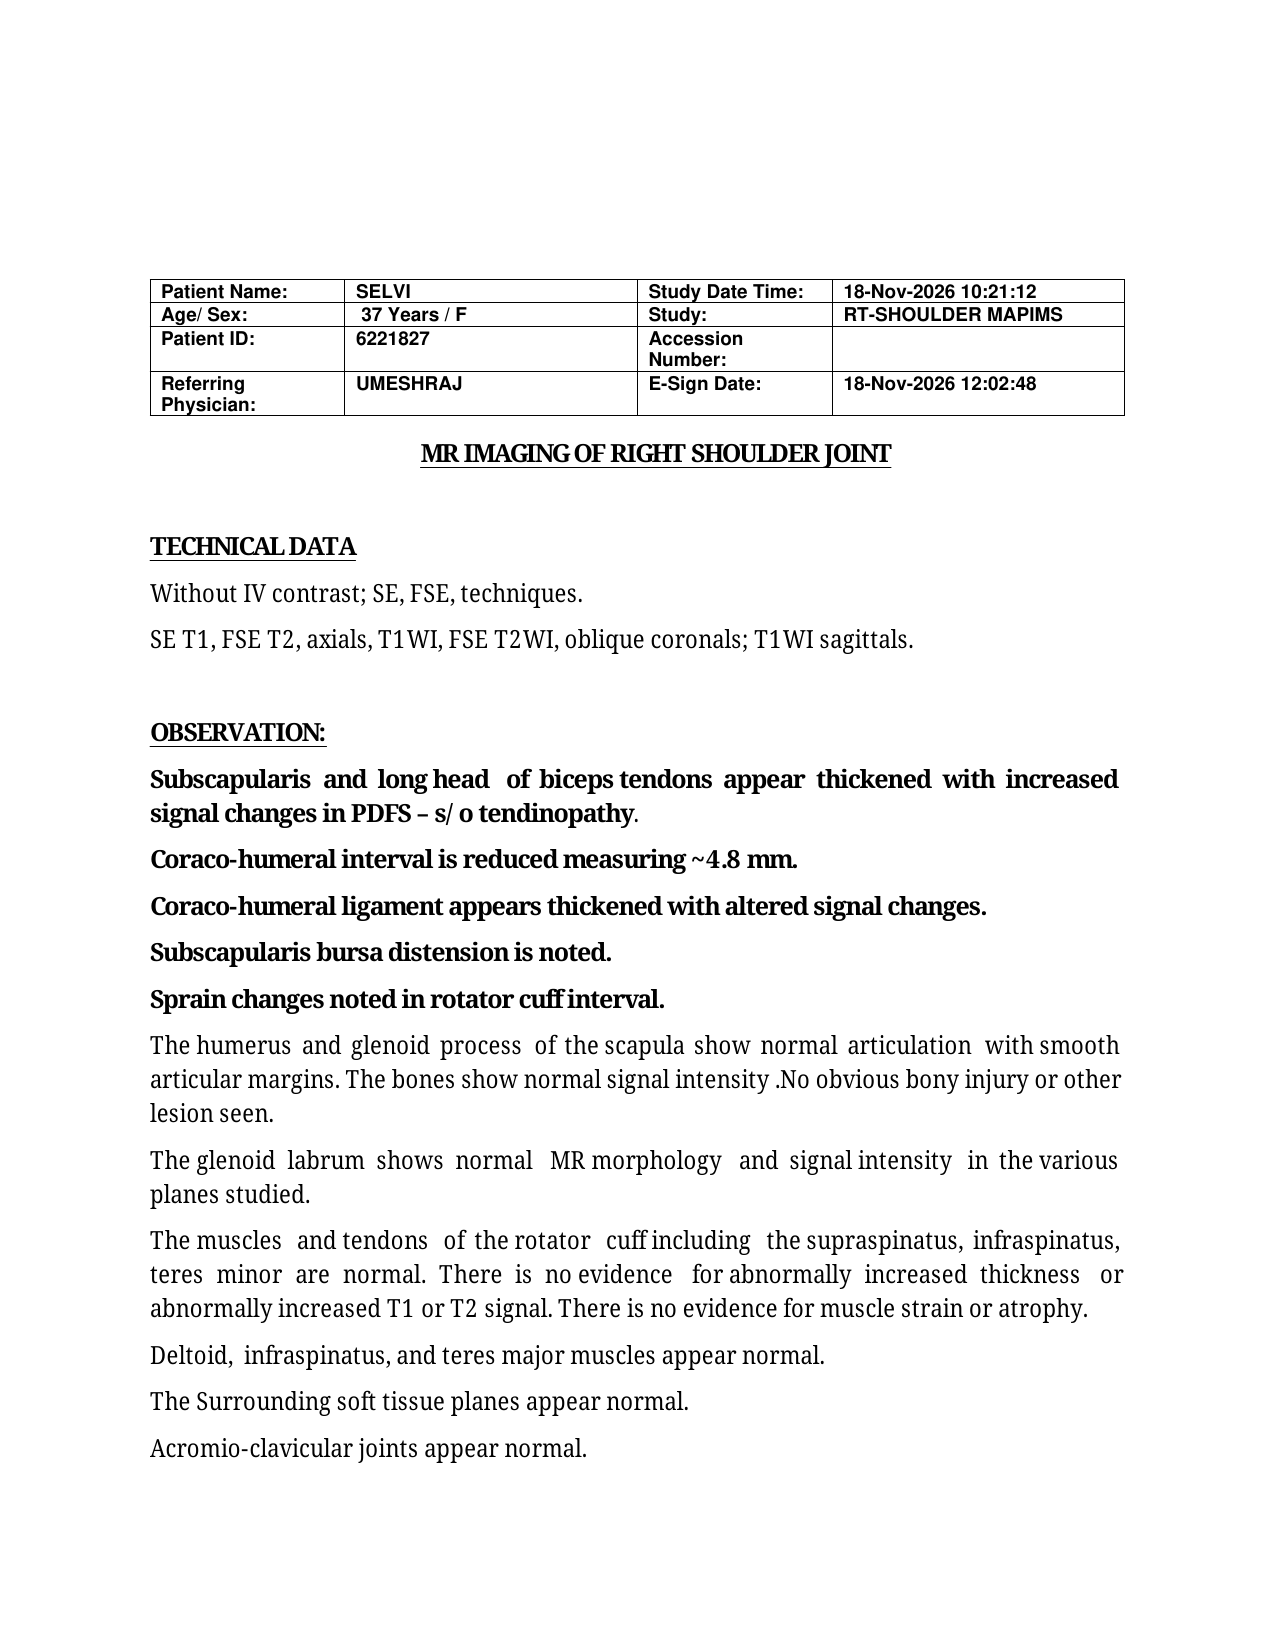 Patient Name: SELVI Study Date Time: 18-Nov-2026 10:21:12
Age/ Sex: 37 Years / F Study: RT-SHOULDER MAPIMS
Patient ID: 6221827 Accession
Number:
Referring UMESHRAJ E-Sign Date: 18-Nov-2026 12:02:48
Physician:
MR IMAGING OF RIGHT SHOULDER JOINT
TECHNICAL DATA
Without IV contrast; SE, FSE, techniques.
SE T1, FSE T2, axials, T1WI, FSE T2WI, oblique coronals; T1WI sagittals.
OBSERVATION:
Subscapularis and long head of biceps tendons appear thickened with increased
signal changes in PDFS – s/ o tendinopathy.
Coraco-humeral interval is reduced measuring ~4.8 mm.
Coraco-humeral ligament appears thickened with altered signal changes.
Subscapularis bursa distension is noted.
Sprain changes noted in rotator cuff interval.
The humerus and glenoid process of the scapula show normal articulation with smooth
articular margins. The bones show normal signal intensity .No obvious bony injury or other
lesion seen.
The glenoid labrum shows normal MR morphology and signal intensity in the various
planes studied.
The muscles and tendons of the rotator cuff including the supraspinatus, infraspinatus,
teres minor are normal. There is no evidence for abnormally increased thickness or
abnormally increased T1 or T2 signal. There is no evidence for muscle strain or atrophy.
Deltoid, infraspinatus, and teres major muscles appear normal.
The Surrounding soft tissue planes appear normal.
Acromio-clavicular joints appear normal.